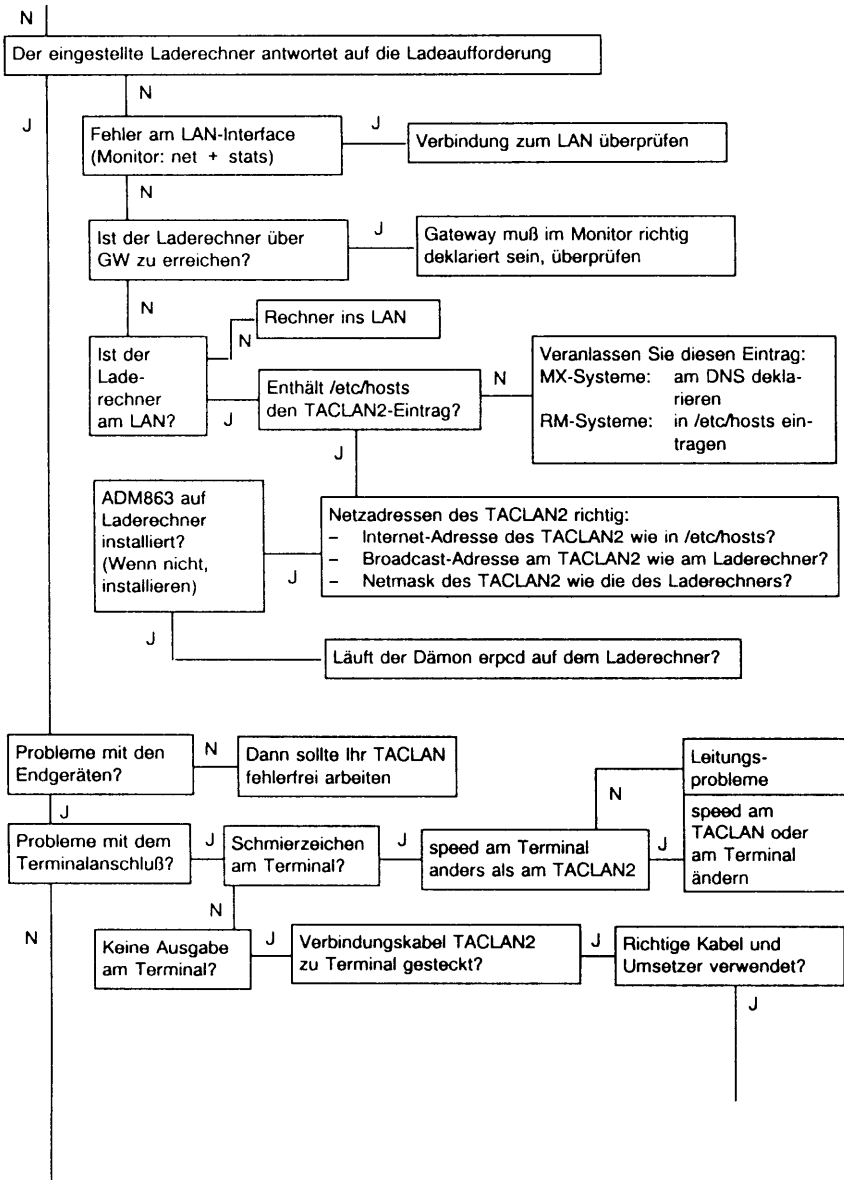 N
Der eingestellte Laderechner antwortet auf die Ladeaufforderung
N
J
Fehler am LAN-Interface
(Monitor: net + stats)
J
Verbindung zum LAN überprüfen
N
Ist der Laderechner über
GW zu erreichen?
J
Gateway muß im Monitor richtig
deklariert sein, überprüfen
N
Ist der
Lade-
rechner
am LAN?
N
Rechner ins LAN
J
Enthält /etc/hosts
den TACLAN2-Eintrag?
N
Veranlassen Sie diesen Eintrag:
MX-Systeme: am DNS dekla-
rieren
RM-Systeme: in /etc/hosts ein-
tragen
J
Netzadressen des TACLAN2 richtig:
– Internet-Adresse des TACLAN2 wie in /etc/hosts?
– Broadcast-Adresse am TACLAN2 wie am Laderechner?
– Netmask des TACLAN2 wie die des Laderechners?
J
ADM863 auf
Laderechner
installiert?
(Wenn nicht,
installieren)
J
Läuft der Dämon erpcd auf dem Laderechner?
Probleme mit den
Endgeräten?
N
Dann sollte Ihr TACLAN
fehlerfrei arbeiten
J
Probleme mit dem
Terminalanschluß?
J
Schmierzeichen
am Terminal?
J
speed am Terminal
anders als am TACLAN2
N
Leitungs-
probleme
J
speed am
TACLAN oder
am Terminal
ändern
N
N
Keine Ausgabe
am Terminal?
J
Verbindungskabel TACLAN2
zu Terminal gesteckt?
J
Richtige Kabel und
Umsetzer verwendet?
J